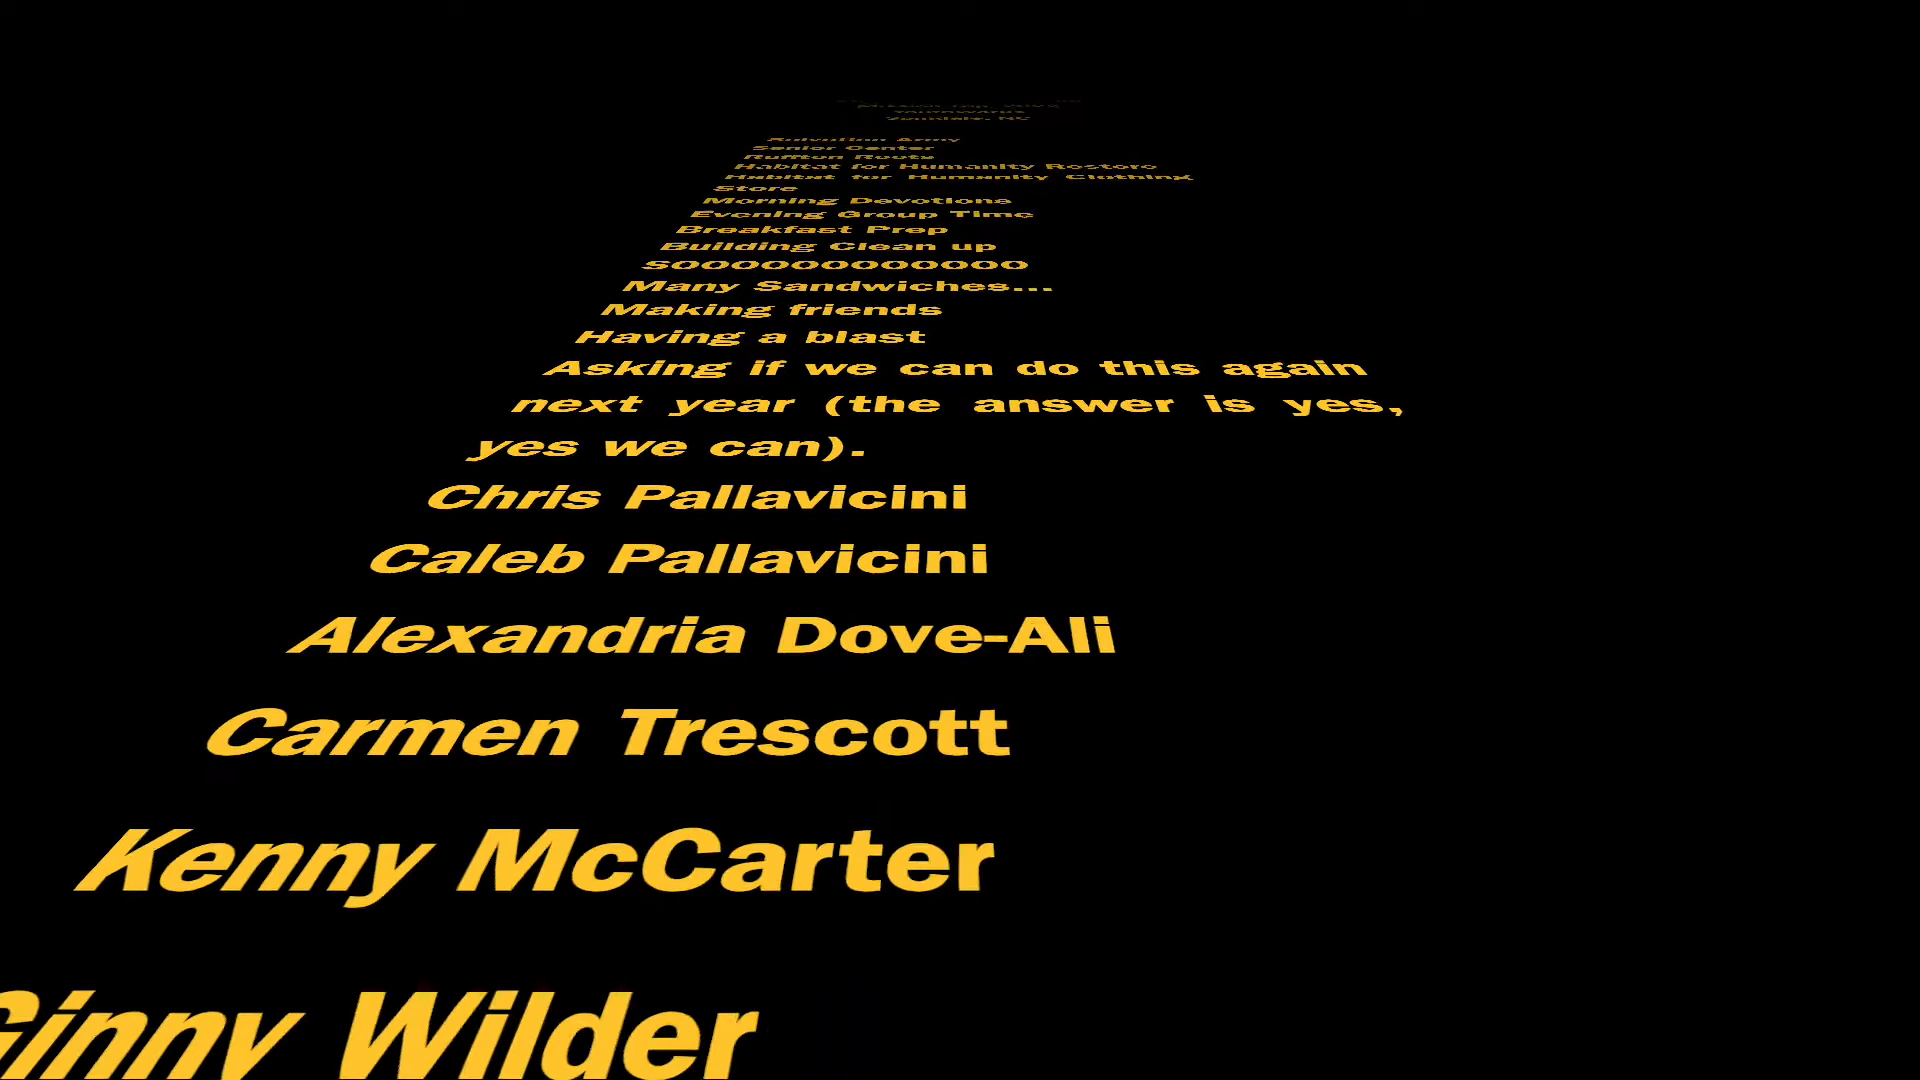 Salvation Army
Senior Center
Ruffton Roots
Habitat for Humanity Restore
Habitat for Humanity Clothing
Store
Morning Devotions
Evening Group Time
Breakfast Prep
Building Clean up
SOOOOOOOOOOOOO
Many Sandwiches...
Making friends
Having a blast
Asking if we can do this again
next year (the answer is yes,
yes we can).
Chris Pallavicini
Caleb Pallavicini
Alexandria Dove-Ali
Carmen Trescott
Kenny McCarter
Ginny Wilder